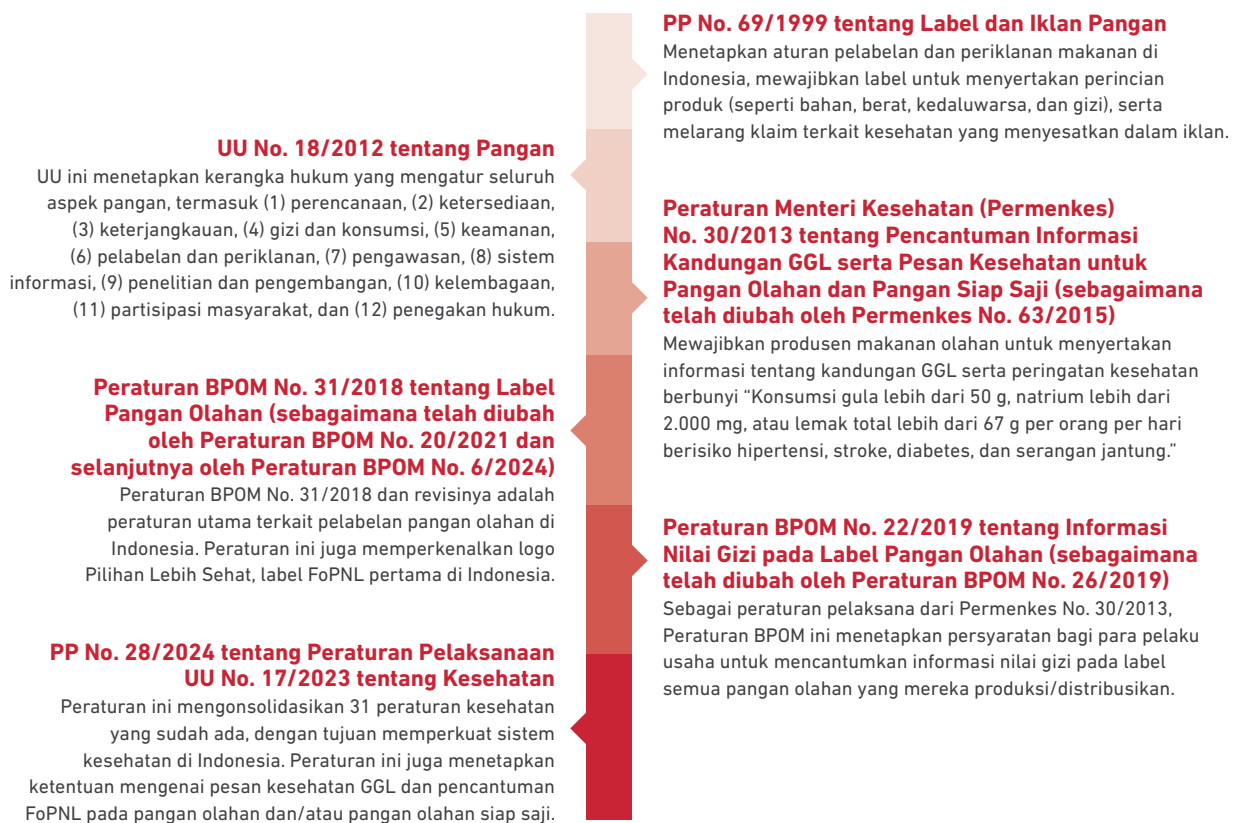 PP No. 69/1999 tentang Label dan Iklan Pangan
Menetapkan aturan pelabelan dan periklanan makanan di
Indonesia, mewajibkan label untuk menyertakan perincian
produk (seperti bahan, berat, kedaluwarsa, dan gizi), serta
melarang klaim terkait kesehatan yang menyesatkan dalam iklan.
UU No. 18/2012 tentang Pangan
UU ini menetapkan kerangka hukum yang mengatur seluruh
aspek pangan, termasuk (1) perencanaan, (2) ketersediaan,
(3) keterjangkauan, (4) gizi dan konsumsi, (5) keamanan,
(6) pelabelan dan periklanan, (7) pengawasan, (8) sistem
informasi, (9) penelitian dan pengembangan, (10) kelembagaan,
(11) partisipasi masyarakat, dan (12) penegakan hukum.
Peraturan Menteri Kesehatan (Permenkes)
No. 30/2013 tentang Pencantuman Informasi
Kandungan GGL serta Pesan Kesehatan untuk
Pangan Olahan dan Pangan Siap Saji (sebagaimana
telah diubah oleh Permenkes No. 63/2015)
Mewajibkan produsen makanan olahan untuk menyertakan
informasi tentang kandungan GGL serta peringatan kesehatan
berbunyi “Konsumsi gula lebih dari 50 g, natrium lebih dari
2.000 mg, atau lemak total lebih dari 67 g per orang per hari
berisiko hipertensi, stroke, diabetes, dan serangan jantung.”
Peraturan BPOM No. 31/2018 tentang Label
Pangan Olahan (sebagaimana telah diubah
oleh Peraturan BPOM No. 20/2021 dan
selanjutnya oleh Peraturan BPOM No. 6/2024)
Peraturan BPOM No. 31/2018 dan revisinya adalah
peraturan utama terkait pelabelan pangan olahan di
Indonesia. Peraturan ini juga memperkenalkan logo
Pilihan Lebih Sehat, label FoPNL pertama di Indonesia.
Peraturan BPOM No. 22/2019 tentang Informasi
Nilai Gizi pada Label Pangan Olahan (sebagaimana
telah diubah oleh Peraturan BPOM No. 26/2019)
Sebagai peraturan pelaksana dari Permenkes No. 30/2013,
Peraturan BPOM ini menetapkan persyaratan bagi para pelaku
usaha untuk mencantumkan informasi nilai gizi pada label
semua pangan olahan yang mereka produksi/distribusikan.
PP No. 28/2024 tentang Peraturan Pelaksanaan
UU No. 17/2023 tentang Kesehatan
Peraturan ini mengonsolidasikan 31 peraturan kesehatan
yang sudah ada, dengan tujuan memperkuat sistem
kesehatan di Indonesia. Peraturan ini juga menetapkan
ketentuan mengenai pesan kesehatan GGL dan pencantuman
FoPNL pada pangan olahan dan/atau pangan olahan siap saji.